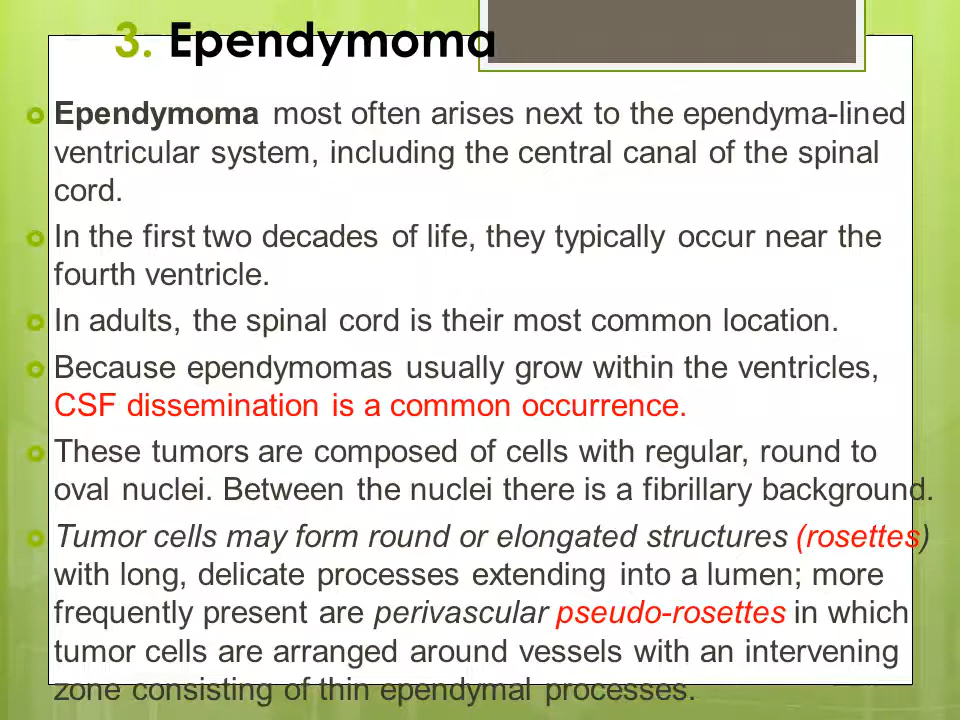 3. Ependymoma
Ependymoma most often arises next to the ependyma-lined
ventricular system, including the central canal of the spinal
cord.
In the first two decades of life, they typically occur near the
fourth ventricle.
In adults, the spinal cord is their most common location.
Because ependymomas usually grow within the ventricles,
CSF dissemination is a common occurrence.
These tumors are composed of cells with regular, round to
oval nuclei. Between the nuclei there is a fibrillary background.
Tumor cells may form round or elongated structures (rosettes)
with long, delicate processes extending into a lumen; more
frequently present are perivascular pseudo-rosettes in which
tumor cells are arranged around vessels with an intervening
zone consisting of thin ependymal processes.